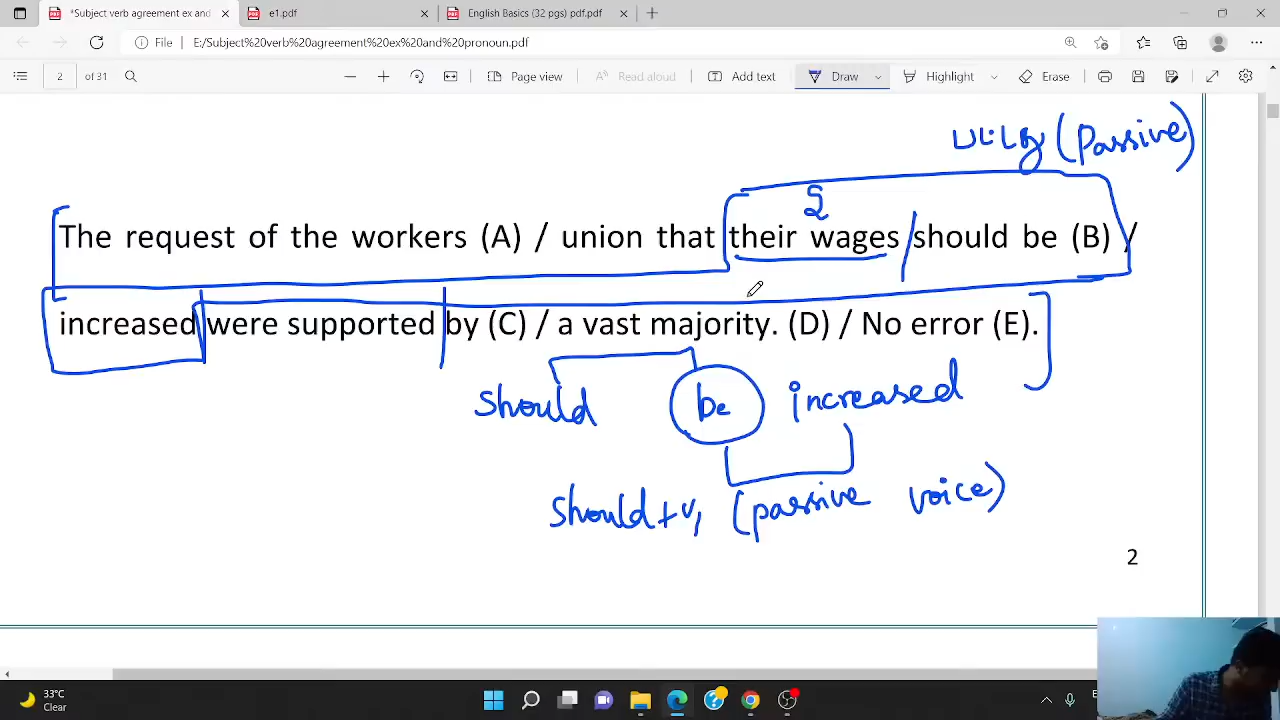 *Subject verb agreement ex and
e1.pdf
English Basics (32 pgs) pdf.pdf
File
E:/Subject%20verb%20agreement%20ex%20and%20pronoun.pdf
2 of 31
Page view
Read aloud
Add text
Draw
Highlight
Erase
(Passive)
S
The request of the workers (A) / union that their wages should be (B) /
increased were supported by (C) / a vast majority. (D) / No error (E).
should be increased
should+v1 (passive voice)
2
33°C
Clear